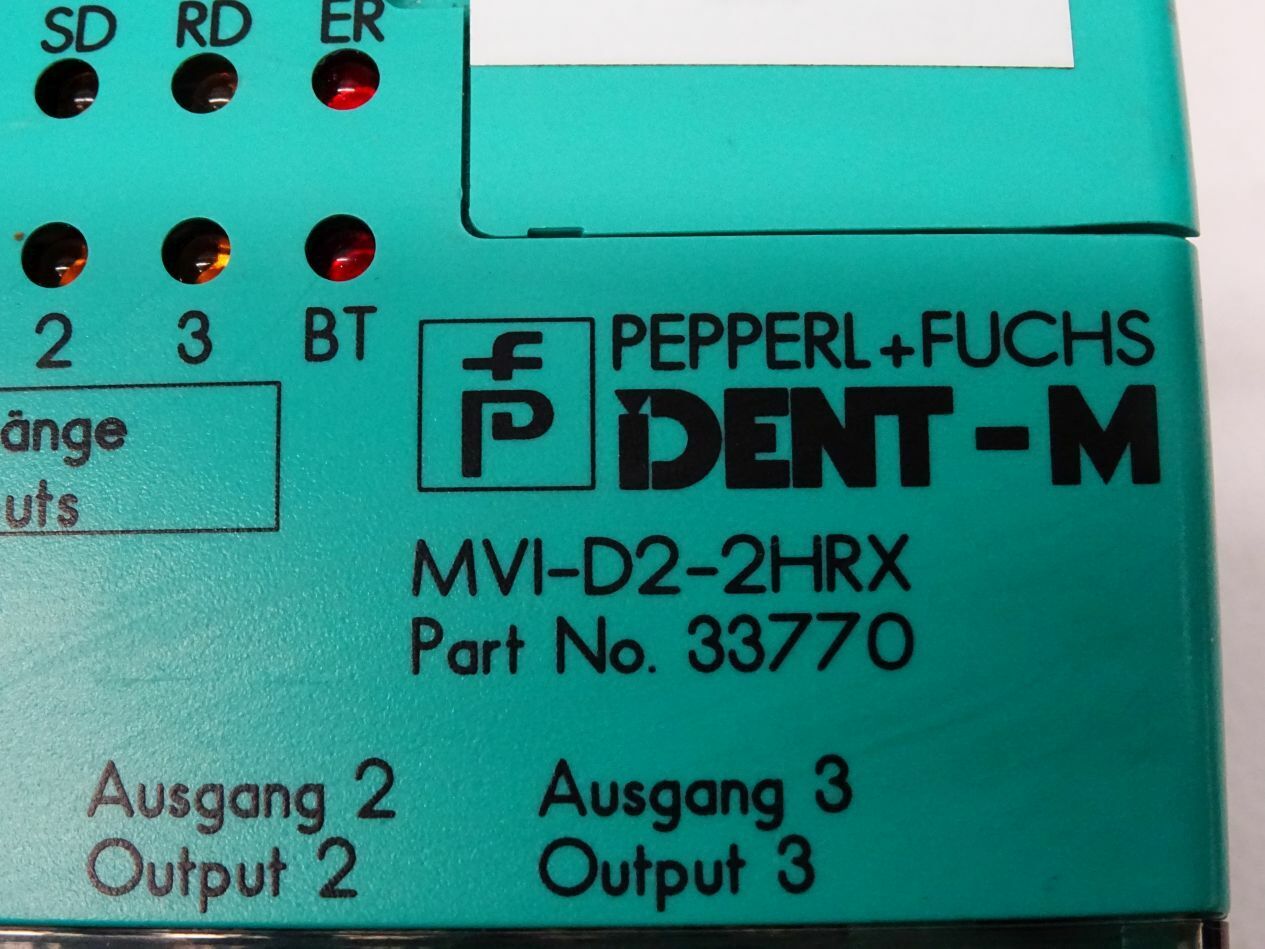 SD RD ER
2 3 BT
PEPPERL+FUCHS
IDENT-M
änge
uts
MVI-D2-2HRX
Part No. 33770
Ausgang 2 Ausgang 3
Output 2 Output 3